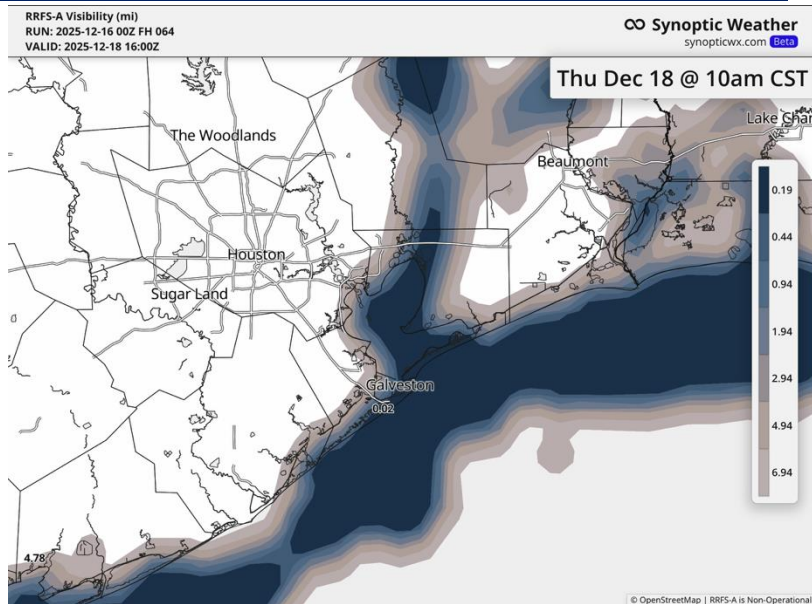 RRFS-A Visibility (mi)
RUN: 2025-12-16 00Z FH 064
VALID: 2025-12-18 16:00Z
Synoptic Weather
synopticwx.com Beta
Thu Dec 18 @ 10am CST
The Woodlands
Beaumont
Lake Char
Houston
Sugar Land
Galveston
0.02
4.78
0.19
0.44
0.94
1.94
2.94
4.94
6.94
© OpenStreetMap | RRFS-A is Non-Operational